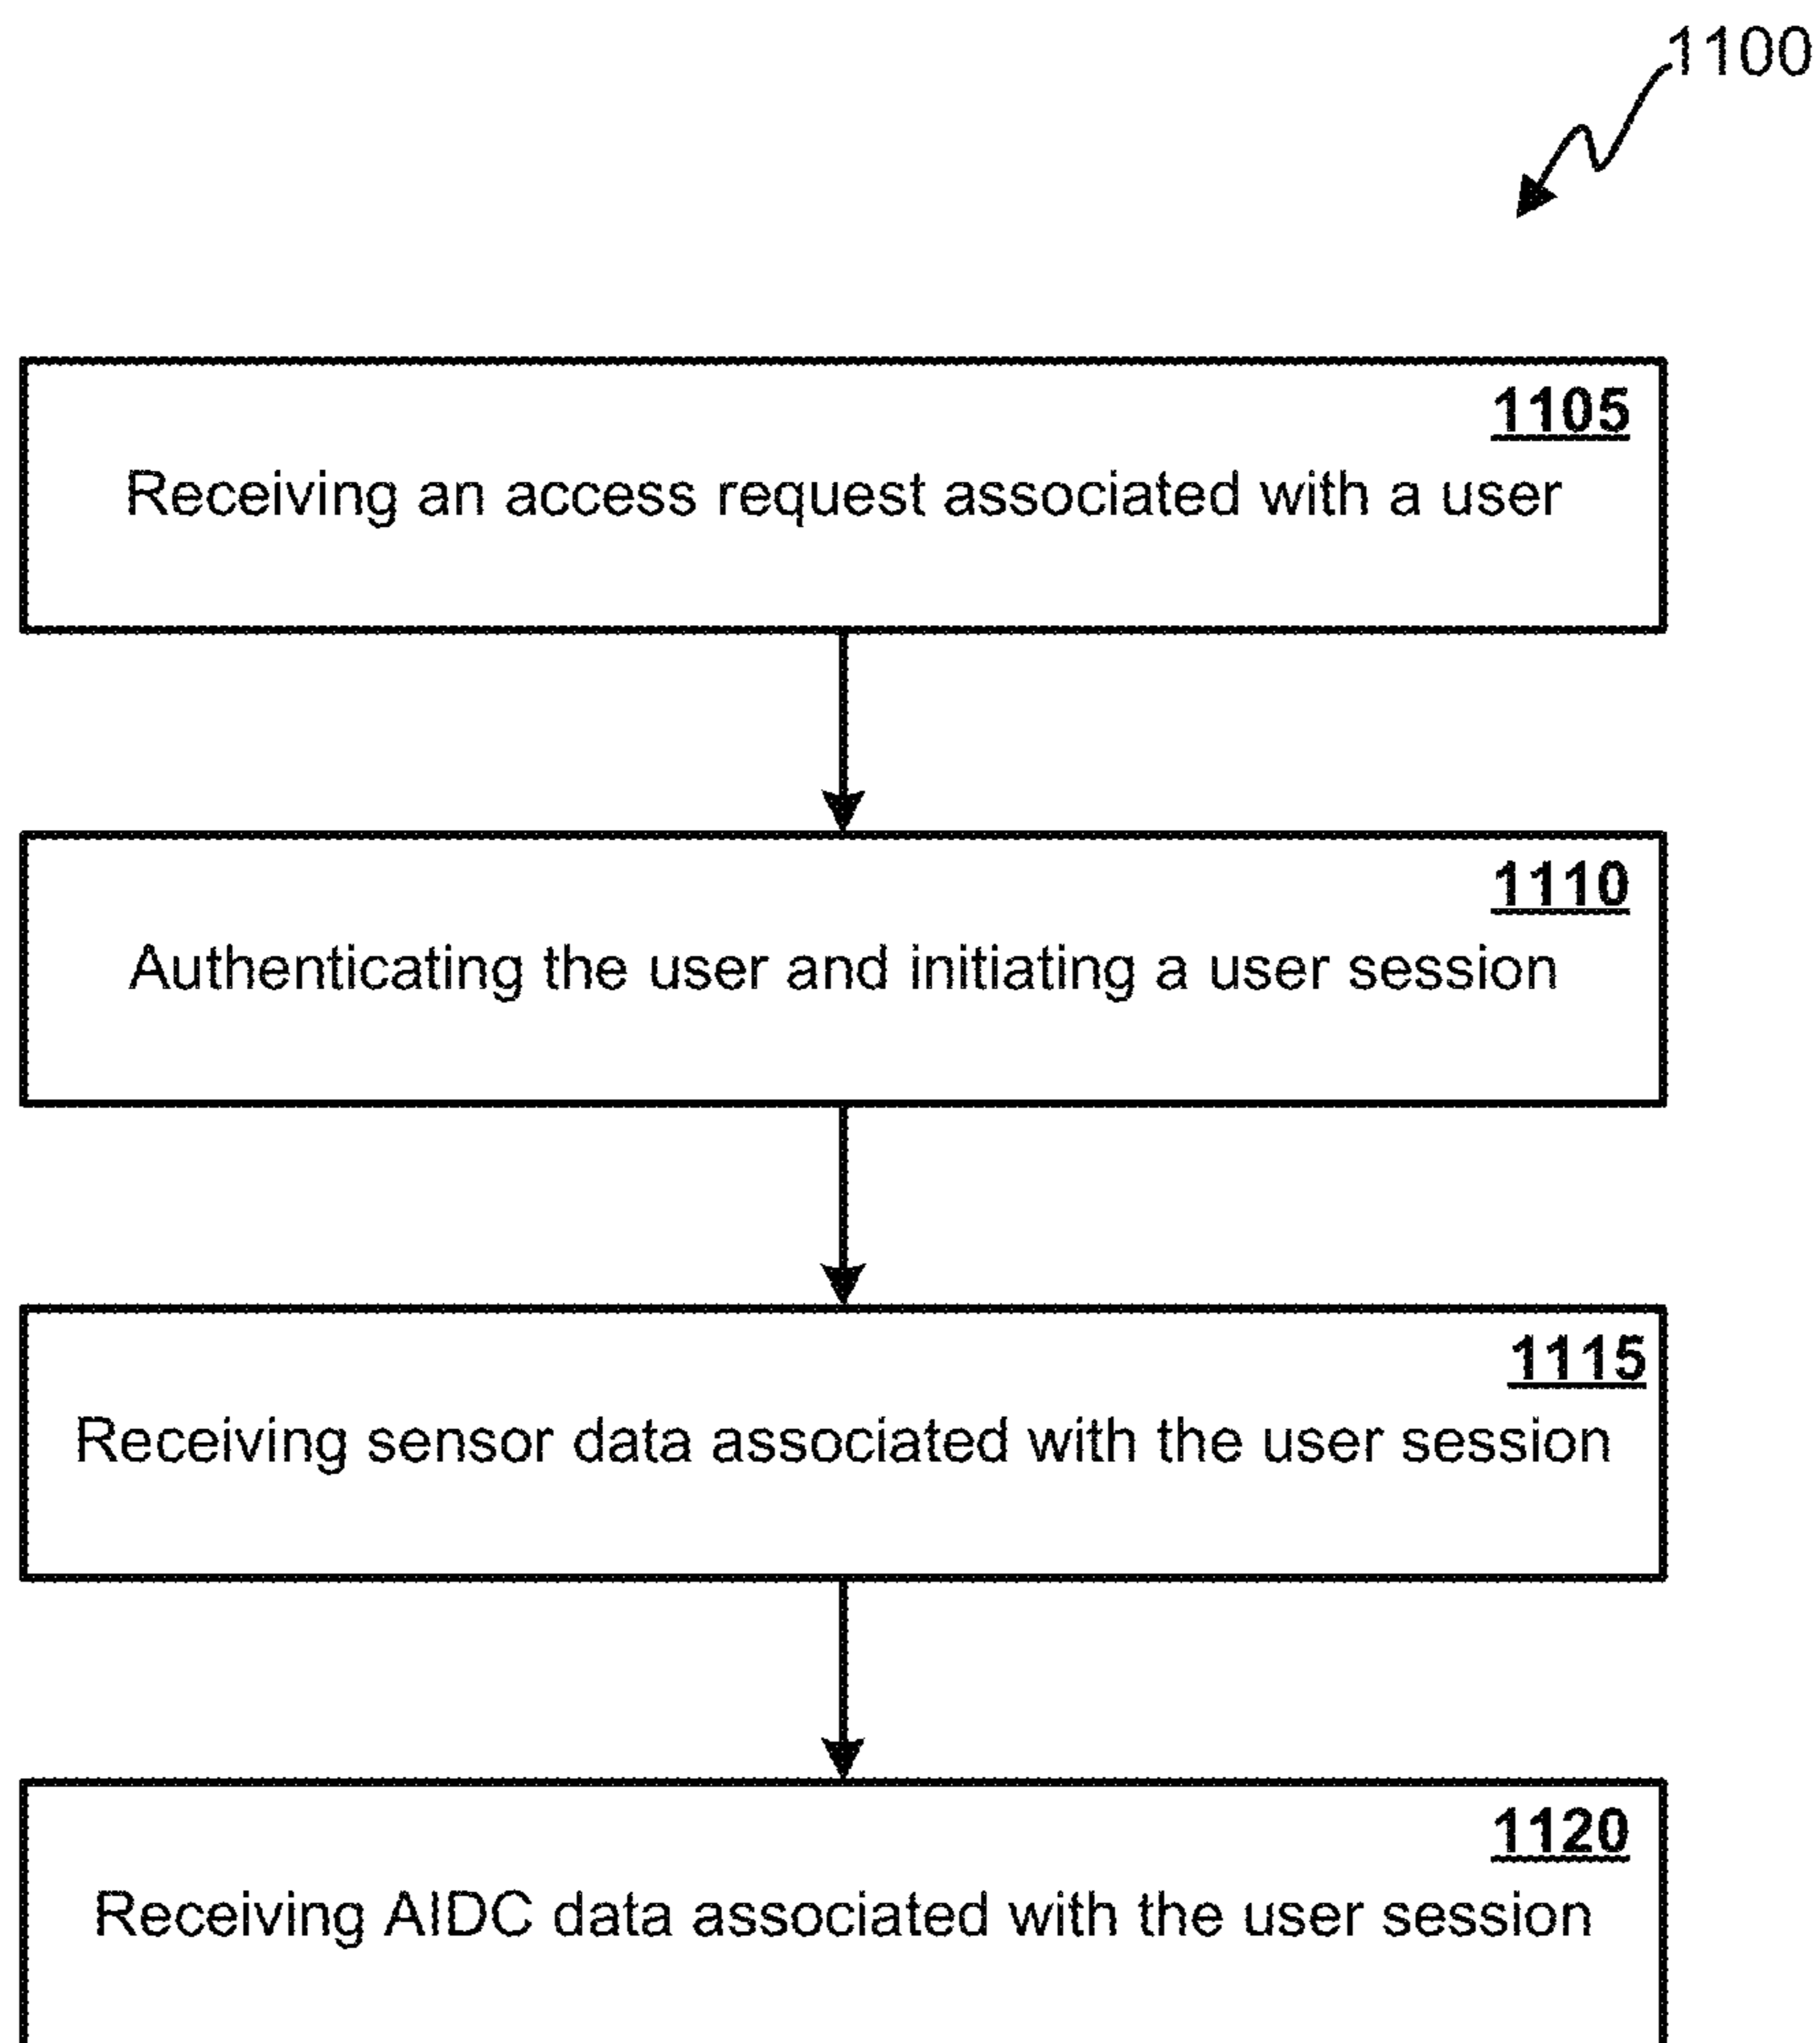 1100
1105
Receiving an access request associated with a user
1110
Authenticating the user and initiating a user session
1115
Receiving sensor data associated with the user session
1120
Receiving AIDC data associated with the user session